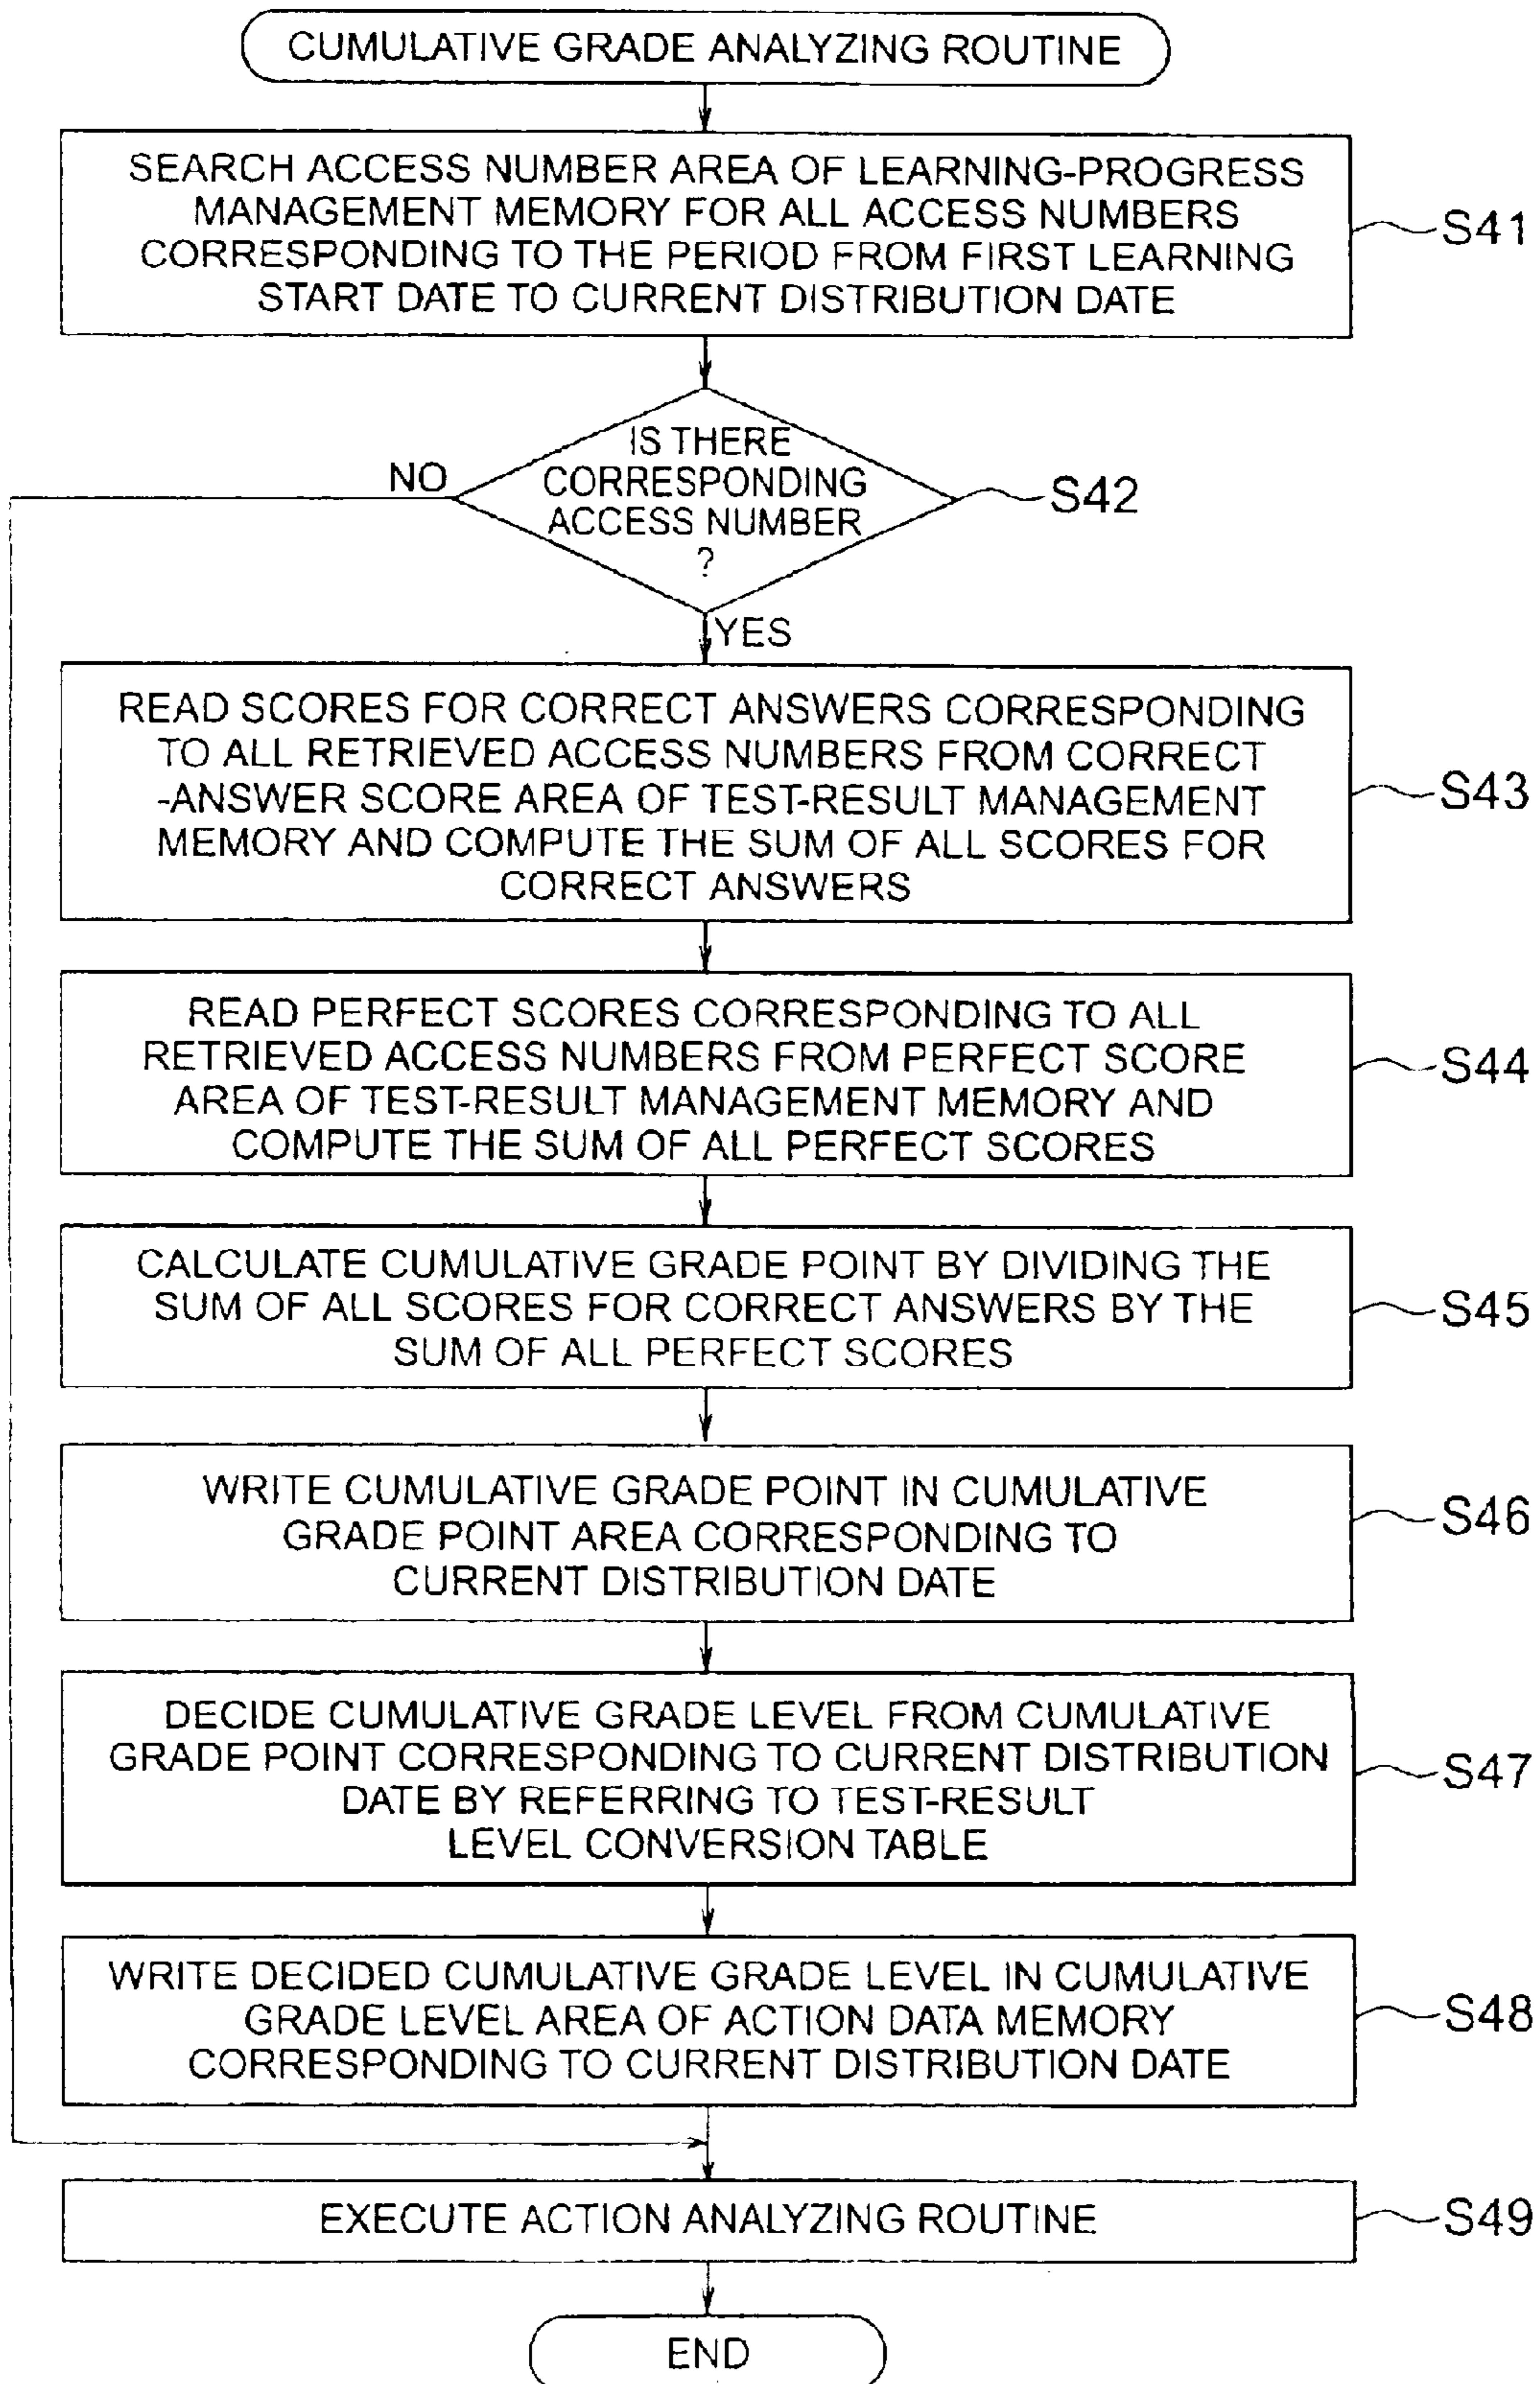 CUMULATIVE GRADE ANALYZING ROUTINE
SEARCH ACCESS NUMBER AREA OF LEARNING-PROGRESS
MANAGEMENT MEMORY FOR ALL ACCESS NUMBERS
CORRESPONDING TO THE PERIOD FROM FIRST LEARNING
START DATE TO CURRENT DISTRIBUTION DATE
S41
IS THERE
CORRESPONDING
ACCESS NUMBER
?
NO
S42
YES
READ SCORES FOR CORRECT ANSWERS CORRESPONDING
TO ALL RETRIEVED ACCESS NUMBERS FROM CORRECT
-ANSWER SCORE AREA OF TEST-RESULT MANAGEMENT
MEMORY AND COMPUTE THE SUM OF ALL SCORES FOR
CORRECT ANSWERS
S43
READ PERFECT SCORES CORRESPONDING TO ALL
RETRIEVED ACCESS NUMBERS FROM PERFECT SCORE
AREA OF TEST-RESULT MANAGEMENT MEMORY AND
COMPUTE THE SUM OF ALL PERFECT SCORES
S44
CALCULATE CUMULATIVE GRADE POINT BY DIVIDING THE
SUM OF ALL SCORES FOR CORRECT ANSWERS BY THE
SUM OF ALL PERFECT SCORES
S45
WRITE CUMULATIVE GRADE POINT IN CUMULATIVE
GRADE POINT AREA CORRESPONDING TO
CURRENT DISTRIBUTION DATE
S46
DECIDE CUMULATIVE GRADE LEVEL FROM CUMULATIVE
GRADE POINT CORRESPONDING TO CURRENT DISTRIBUTION
DATE BY REFERRING TO TEST-RESULT
LEVEL CONVERSION TABLE
S47
WRITE DECIDED CUMULATIVE GRADE LEVEL IN CUMULATIVE
GRADE LEVEL AREA OF ACTION DATA MEMORY
CORRESPONDING TO CURRENT DISTRIBUTION DATE
S48
EXECUTE ACTION ANALYZING ROUTINE
S49
END